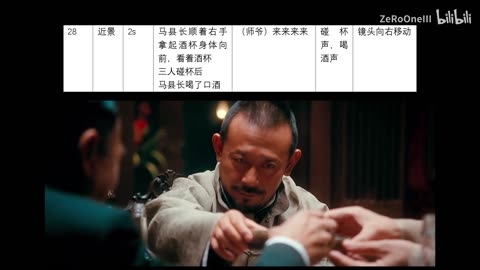 ZeRoOneIII bilibili
28 近景 2s 马县长顺着右手 （师爷）来来来来 碰杯 镜头向右移动
拿起酒杯身体向 声，喝
前，看着酒杯 酒声
三人碰杯后
马县长喝了口酒